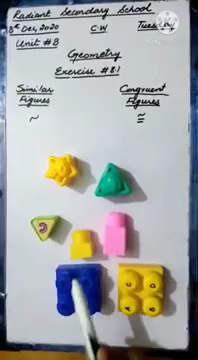 Radiant Secondary School
8th Dec, 2020 C.W Tuesday
Unit # 8
Geometry
Exercise # 8.1
Similar Figures
~
Congruent Figures
≅